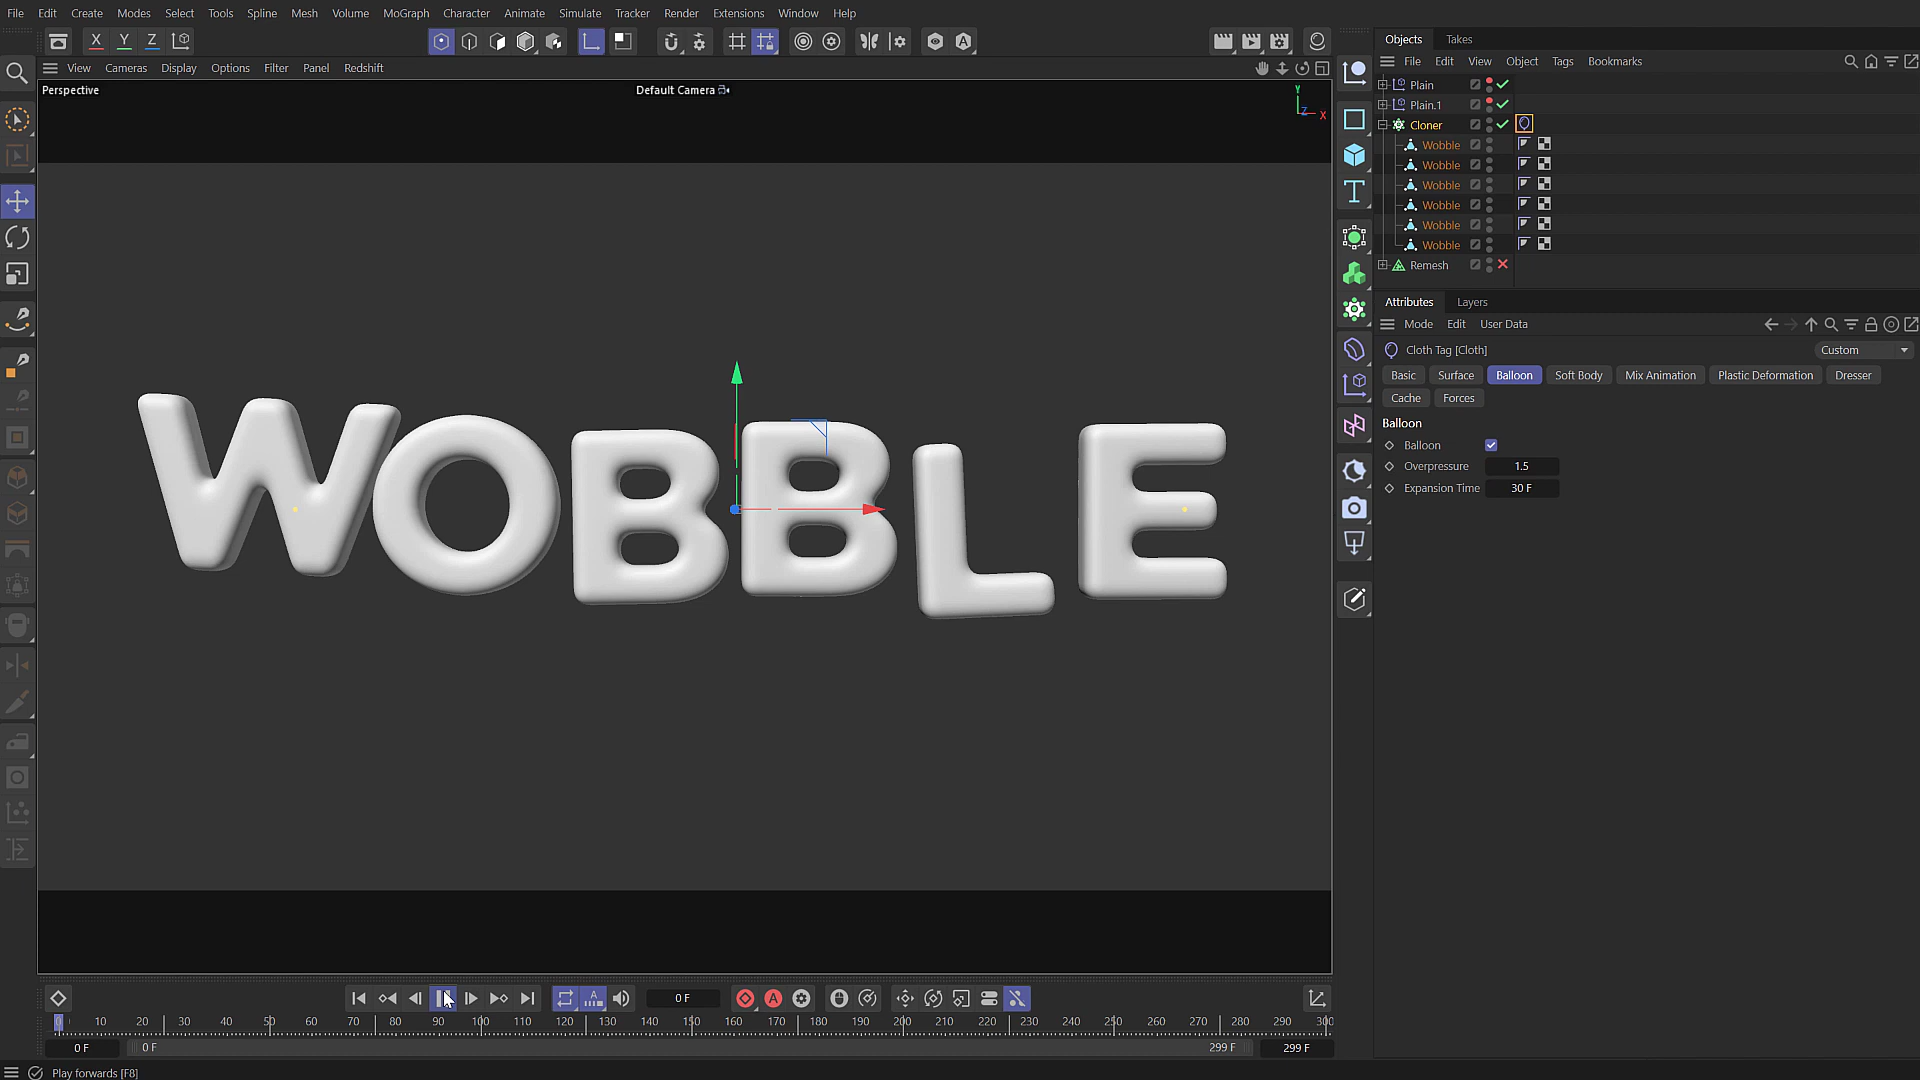 File Edit Create Modes Select Tools Spline Mesh Volume MoGraph Character Animate Simulate Tracker Render Extensions Window Help
X Y Z
Objects Takes
View Cameras Display Options Filter Panel Redshift
File Edit View Object Tags Bookmarks
Perspective
Default Camera
Y
Z
X
Plain
Plain.1
Cloner
Wobble
Wobble
Wobble
Wobble
Wobble
Wobble
Remesh
Attributes Layers
Mode Edit User Data
Cloth Tag [Cloth]
Custom
Basic Surface Balloon Soft Body Mix Animation Plastic Deformation Dresser
Cache Forces
Balloon
Balloon
Overpressure 1.5
Expansion Time 30 F
WOBBLE
0 F
0 10 20 30 40 50 60 70 80 90 100 110 120 130 140 150 160 170 180 190 200 210 220 230 240 250 260 270 280 290 300
0 F 0 F 299 F 299 F
Play forwards [F8]